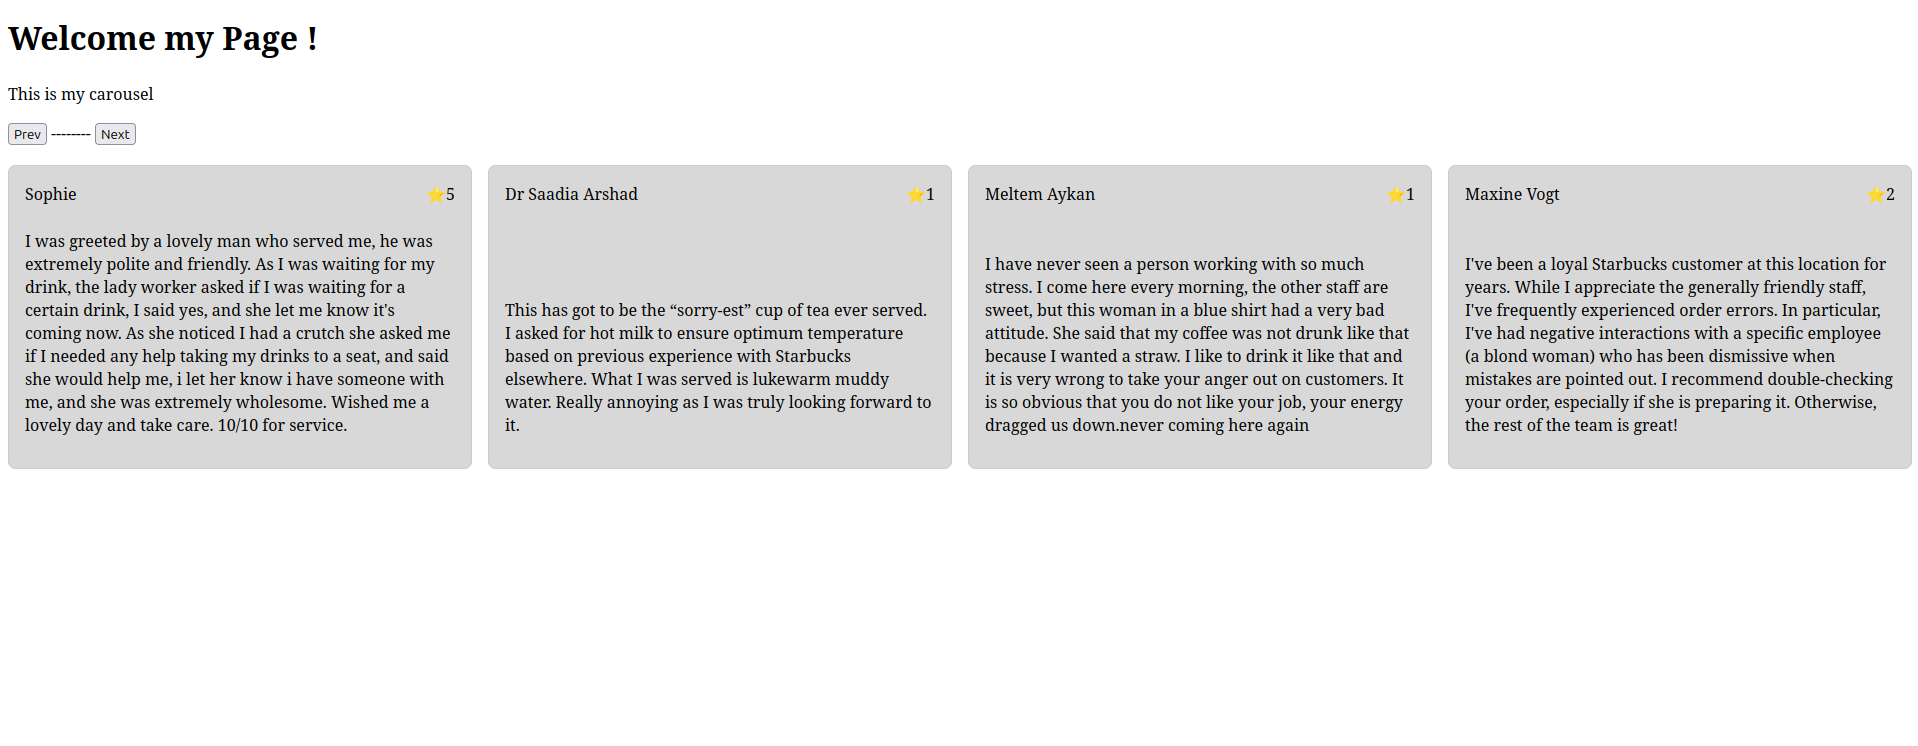 Welcome my Page !
This is my carousel
Prev -------- Next
Sophie ⭐5
I was greeted by a lovely man who served me, he was
extremely polite and friendly. As I was waiting for my
drink, the lady worker asked if I was waiting for a
certain drink, I said yes, and she let me know it's
coming now. As she noticed I had a crutch she asked me
if I needed any help taking my drinks to a seat, and said
she would help me, i let her know i have someone with
me, and she was extremely wholesome. Wished me a
lovely day and take care. 10/10 for service.
Dr Saadia Arshad ⭐1
This has got to be the “sorry-est” cup of tea ever served.
I asked for hot milk to ensure optimum temperature
based on previous experience with Starbucks
elsewhere. What I was served is lukewarm muddy
water. Really annoying as I was truly looking forward to
it.
Meltem Aykan ⭐1
I have never seen a person working with so much
stress. I come here every morning, the other staff are
sweet, but this woman in a blue shirt had a very bad
attitude. She said that my coffee was not drunk like that
because I wanted a straw. I like to drink it like that and
it is very wrong to take your anger out on customers. It
is so obvious that you do not like your job, your energy
dragged us down.never coming here again
Maxine Vogt ⭐2
I've been a loyal Starbucks customer at this location for
years. While I appreciate the generally friendly staff,
I've frequently experienced order errors. In particular,
I've had negative interactions with a specific employee
(a blond woman) who has been dismissive when
mistakes are pointed out. I recommend double-checking
your order, especially if she is preparing it. Otherwise,
the rest of the team is great!